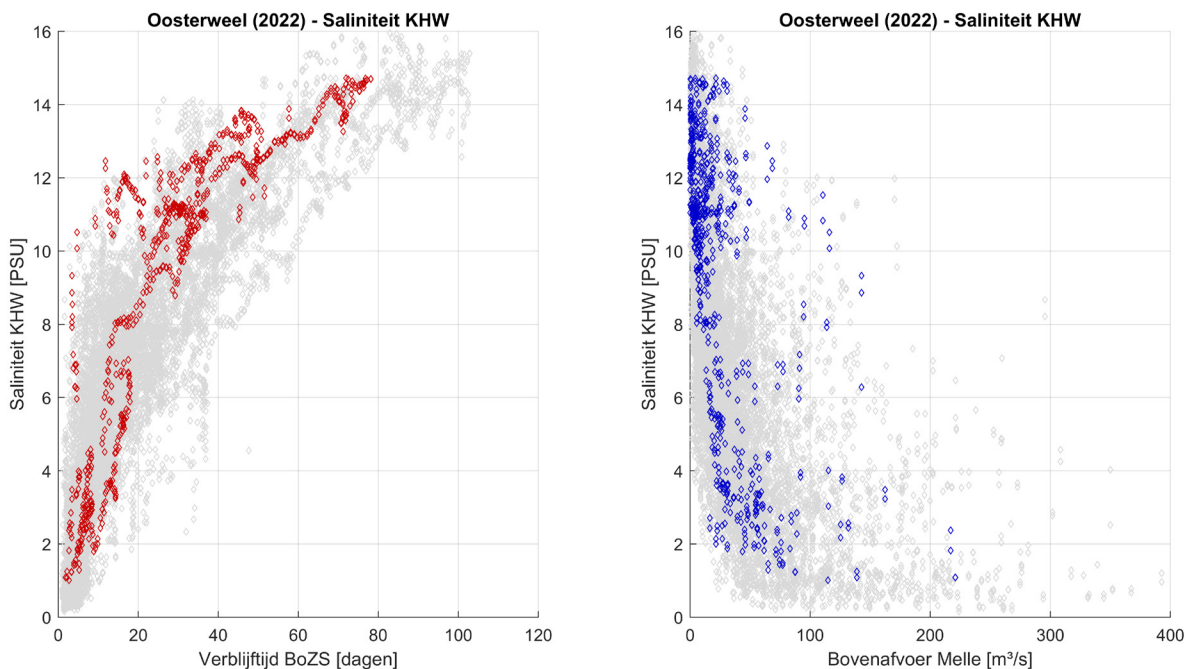 Oosterweel (2022) - Saliniteit KHW
Saliniteit KHW [PSU]
16
14
12
10
8
6
4
2
0
0 20 40 60 80 100 120
Verblijftijd BoZS [dagen]
Oosterweel (2022) - Saliniteit KHW
Saliniteit KHW [PSU]
16
14
12
10
8
6
4
2
0
0 100 200 300 400
Bovenafvoer Melle [m³/s]